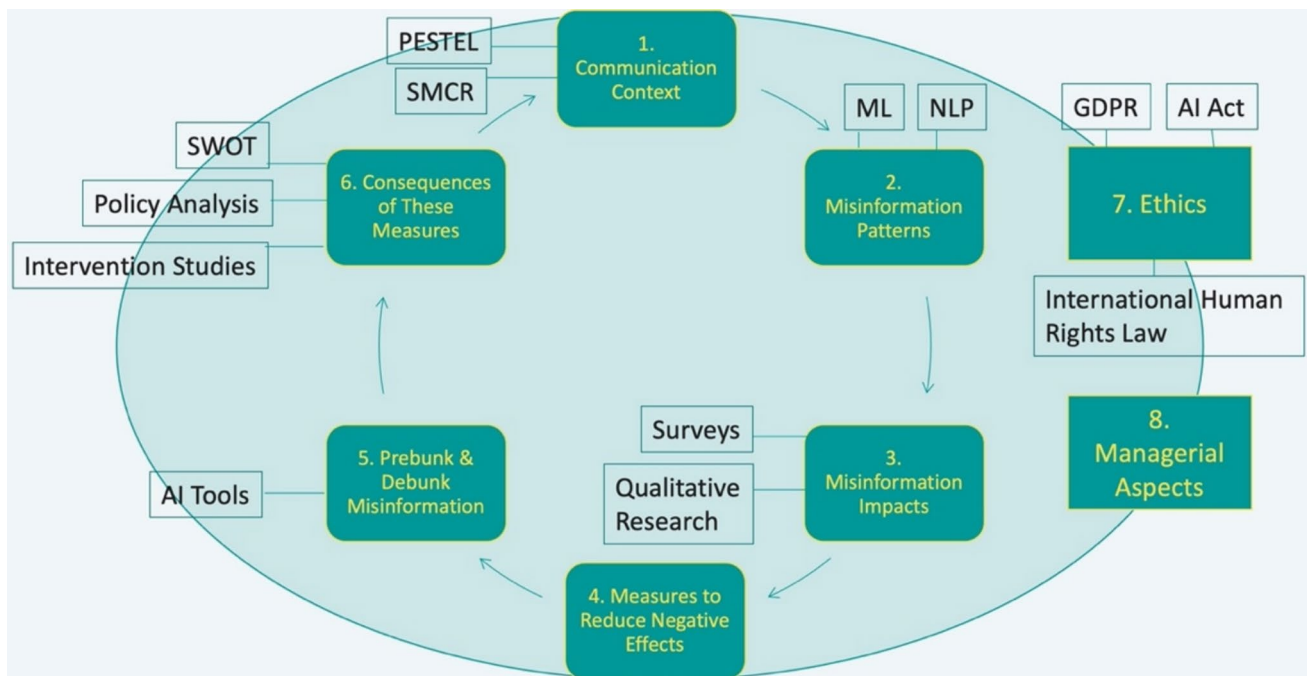 PESTEL
SMCR
1.
Communication
Context
ML
NLP
GDPR
AI Act
SWOT
Policy Analysis
Intervention Studies
6. Consequences
of These
Measures
2.
Misinformation
Patterns
7. Ethics
International Human
Rights Law
Surveys
Qualitative
Research
3.
Misinformation
Impacts
8.
Managerial
Aspects
AI Tools
5. Prebunk &
Debunk
Misinformation
4. Measures to
Reduce Negative
Effects